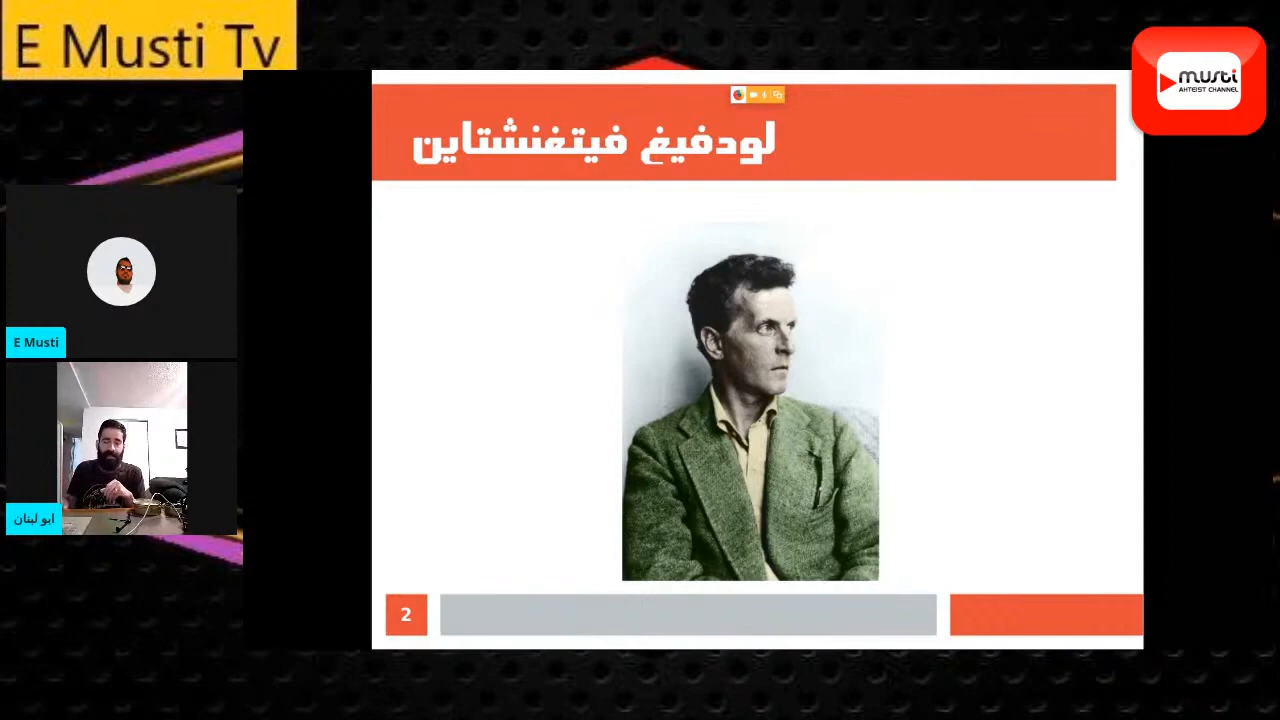 E Musti Tv
musti
AHTEIST CHANNEL
لودفيغ فيتغنشتاين
E Musti
ابو لبنان
2